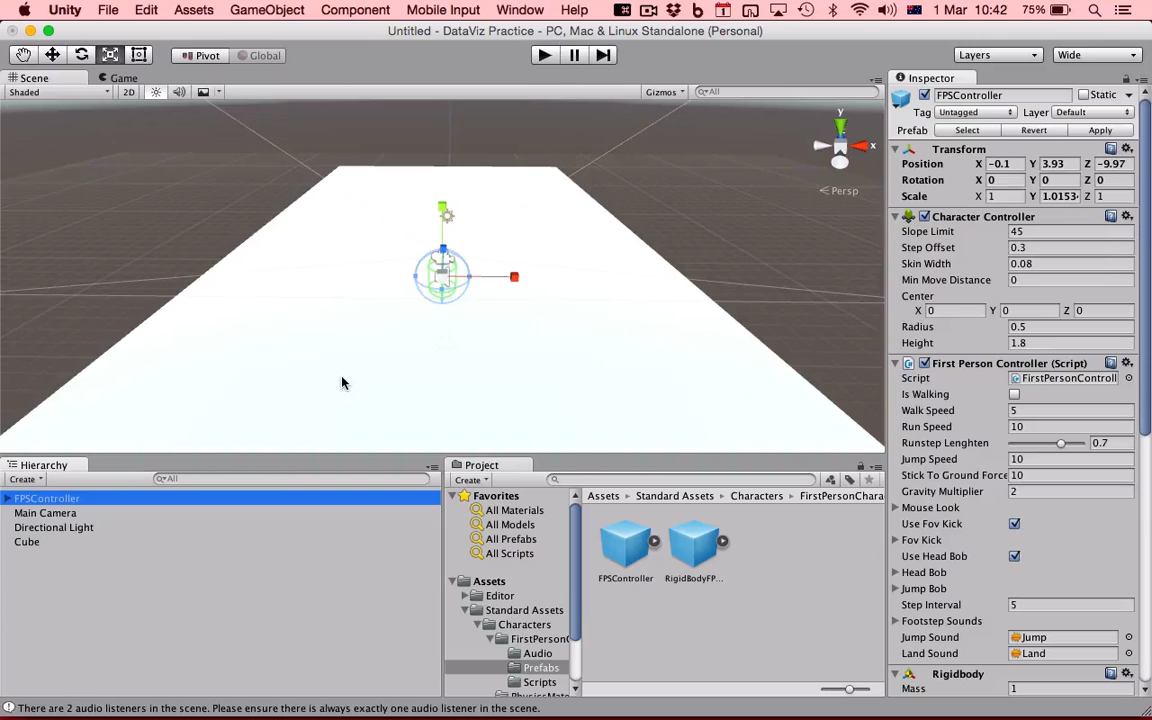 Unity File Edit Assets GameObject Component Mobile Input Window Help 1 1 Mar 10:42 75%
Untitled - DataViz Practice - PC, Mac & Linux Standalone (Personal)
Pivot Global Layers Wide
Scene Game Inspector
Shaded 2D Gizmos All
FPSController Static
Tag Untagged Layer Default
Prefab Select Revert Apply
Transform
Position X -0.1 Y 3.93 Z -9.97
Rotation X 0 Y 0 Z 0
Scale X 1 Y 1.0153 Z 1
y
x
Persp
Character Controller
Slope Limit 45
Step Offset 0.3
Skin Width 0.08
Min Move Distance 0
Center
X 0 Y 0 Z 0
Radius 0.5
Height 1.8
First Person Controller (Script)
Script FirstPersonControll
Is Walking
Walk Speed 5
Run Speed 10
Runstep Lenghten 0.7
Jump Speed 10
Stick To Ground Force 10
Gravity Multiplier 2
Mouse Look
Use Fov Kick
Fov Kick
Use Head Bob
Head Bob
Jump Bob
Step Interval 5
Footstep Sounds
Jump Sound Jump
Land Sound Land
Rigidbody
Mass 1
Hierarchy
Create All
FPSController
Main Camera
Directional Light
Cube
Project
Create
Favorites
All Materials
All Models
All Prefabs
All Scripts
Assets
Editor
Standard Assets
Characters
FirstPersonC
Audio
Prefabs
Scripts
PhysicsMate
Assets Standard Assets Characters FirstPersonChara
FPSController RigidBodyFP...
There are 2 audio listeners in the scene. Please ensure there is always exactly one audio listener in the scene.